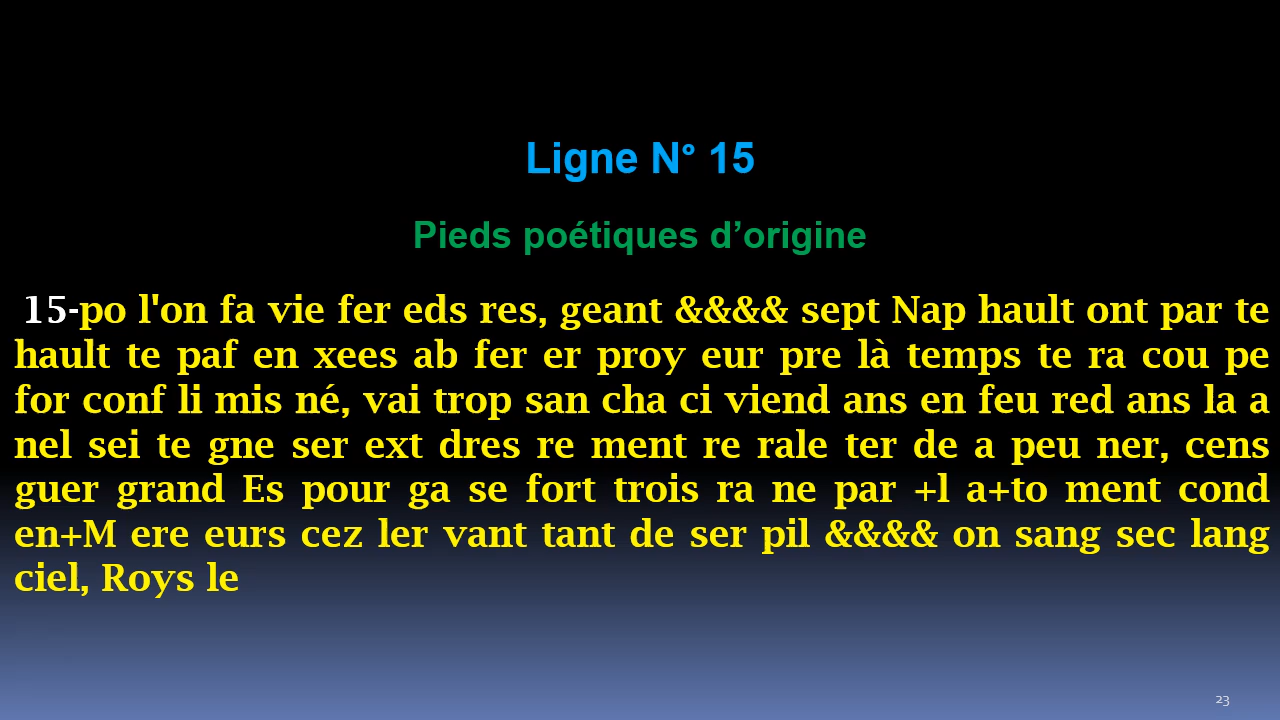 Ligne N° 15
Pieds poétiques d’origine
15-po l'on fa vie fer eds res, geant &&&& sept Nap hault ont par te
hault te paf en xees ab fer er proy eur pre là temps te ra cou pe
for conf li mis né, vai trop san cha ci viend ans en feu red ans la a
nel sei te gne ser ext dres re ment re rale ter de a peu ner, cens
guer grand Es pour ga se fort trois ra ne par +l a+to ment cond
en+M ere eurs cez ler vant tant de ser pil &&&& on sang sec lang
ciel, Roys le
23